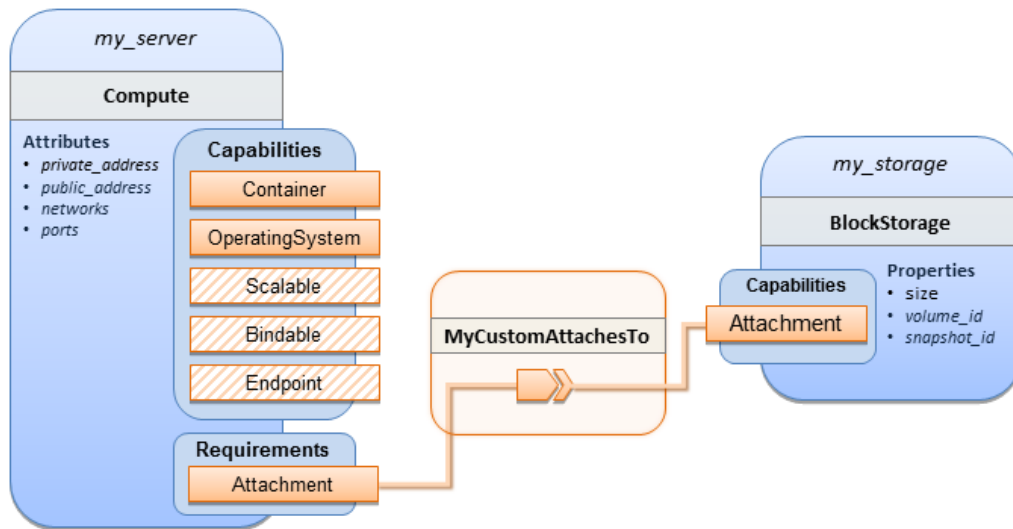 my_server
Compute
Attributes
• private_address
• public_address
• networks
• ports
Capabilities
Container
OperatingSystem
Scalable
Bindable
Endpoint
Requirements
Attachment
MyCustomAttachesTo
my_storage
BlockStorage
Capabilities
Attachment
Properties
• size
• volume_id
• snapshot_id